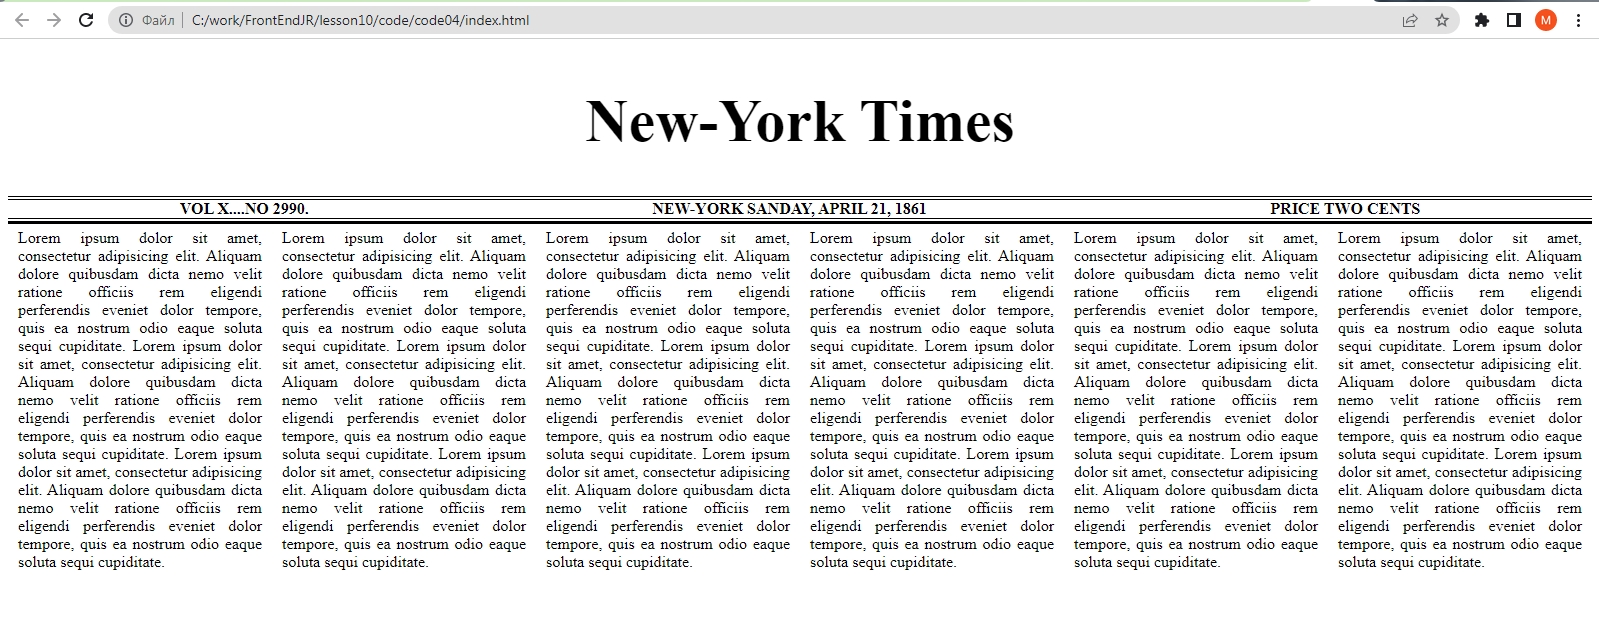 Файл C:/work/FrontEndJR/lesson10/code/code04/index.html
M
New-York Times
VOL X....NO 2990. NEW-YORK SANDAY, APRIL 21, 1861 PRICE TWO CENTS
Lorem ipsum dolor sit amet,
consectetur adipisicing elit. Aliquam
dolore quibusdam dicta nemo velit
ratione officiis rem eligendi
perferendis eveniet dolor tempore,
quis ea nostrum odio eaque soluta
sequi cupiditate. Lorem ipsum dolor
sit amet, consectetur adipisicing elit.
Aliquam dolore quibusdam dicta
nemo velit ratione officiis rem
eligendi perferendis eveniet dolor
tempore, quis ea nostrum odio eaque
soluta sequi cupiditate. Lorem ipsum
dolor sit amet, consectetur adipisicing
elit. Aliquam dolore quibusdam dicta
nemo velit ratione officiis rem
eligendi perferendis eveniet dolor
tempore, quis ea nostrum odio eaque
soluta sequi cupiditate.
Lorem ipsum dolor sit amet,
consectetur adipisicing elit. Aliquam
dolore quibusdam dicta nemo velit
ratione officiis rem eligendi
perferendis eveniet dolor tempore,
quis ea nostrum odio eaque soluta
sequi cupiditate. Lorem ipsum dolor
sit amet, consectetur adipisicing elit.
Aliquam dolore quibusdam dicta
nemo velit ratione officiis rem
eligendi perferendis eveniet dolor
tempore, quis ea nostrum odio eaque
soluta sequi cupiditate. Lorem ipsum
dolor sit amet, consectetur adipisicing
elit. Aliquam dolore quibusdam dicta
nemo velit ratione officiis rem
eligendi perferendis eveniet dolor
tempore, quis ea nostrum odio eaque
soluta sequi cupiditate.
Lorem ipsum dolor sit amet,
consectetur adipisicing elit. Aliquam
dolore quibusdam dicta nemo velit
ratione officiis rem eligendi
perferendis eveniet dolor tempore,
quis ea nostrum odio eaque soluta
sequi cupiditate. Lorem ipsum dolor
sit amet, consectetur adipisicing elit.
Aliquam dolore quibusdam dicta
nemo velit ratione officiis rem
eligendi perferendis eveniet dolor
tempore, quis ea nostrum odio eaque
soluta sequi cupiditate. Lorem ipsum
dolor sit amet, consectetur adipisicing
elit. Aliquam dolore quibusdam dicta
nemo velit ratione officiis rem
eligendi perferendis eveniet dolor
tempore, quis ea nostrum odio eaque
soluta sequi cupiditate.
Lorem ipsum dolor sit amet,
consectetur adipisicing elit. Aliquam
dolore quibusdam dicta nemo velit
ratione officiis rem eligendi
perferendis eveniet dolor tempore,
quis ea nostrum odio eaque soluta
sequi cupiditate. Lorem ipsum dolor
sit amet, consectetur adipisicing elit.
Aliquam dolore quibusdam dicta
nemo velit ratione officiis rem
eligendi perferendis eveniet dolor
tempore, quis ea nostrum odio eaque
soluta sequi cupiditate. Lorem ipsum
dolor sit amet, consectetur adipisicing
elit. Aliquam dolore quibusdam dicta
nemo velit ratione officiis rem
eligendi perferendis eveniet dolor
tempore, quis ea nostrum odio eaque
soluta sequi cupiditate.
Lorem ipsum dolor sit amet,
consectetur adipisicing elit. Aliquam
dolore quibusdam dicta nemo velit
ratione officiis rem eligendi
perferendis eveniet dolor tempore,
quis ea nostrum odio eaque soluta
sequi cupiditate. Lorem ipsum dolor
sit amet, consectetur adipisicing elit.
Aliquam dolore quibusdam dicta
nemo velit ratione officiis rem
eligendi perferendis eveniet dolor
tempore, quis ea nostrum odio eaque
soluta sequi cupiditate. Lorem ipsum
dolor sit amet, consectetur adipisicing
elit. Aliquam dolore quibusdam dicta
nemo velit ratione officiis rem
eligendi perferendis eveniet dolor
tempore, quis ea nostrum odio eaque
soluta sequi cupiditate.
Lorem ipsum dolor sit amet,
consectetur adipisicing elit. Aliquam
dolore quibusdam dicta nemo velit
ratione officiis rem eligendi
perferendis eveniet dolor tempore,
quis ea nostrum odio eaque soluta
sequi cupiditate. Lorem ipsum dolor
sit amet, consectetur adipisicing elit.
Aliquam dolore quibusdam dicta
nemo velit ratione officiis rem
eligendi perferendis eveniet dolor
tempore, quis ea nostrum odio eaque
soluta sequi cupiditate. Lorem ipsum
dolor sit amet, consectetur adipisicing
elit. Aliquam dolore quibusdam dicta
nemo velit ratione officiis rem
eligendi perferendis eveniet dolor
tempore, quis ea nostrum odio eaque
soluta sequi cupiditate.